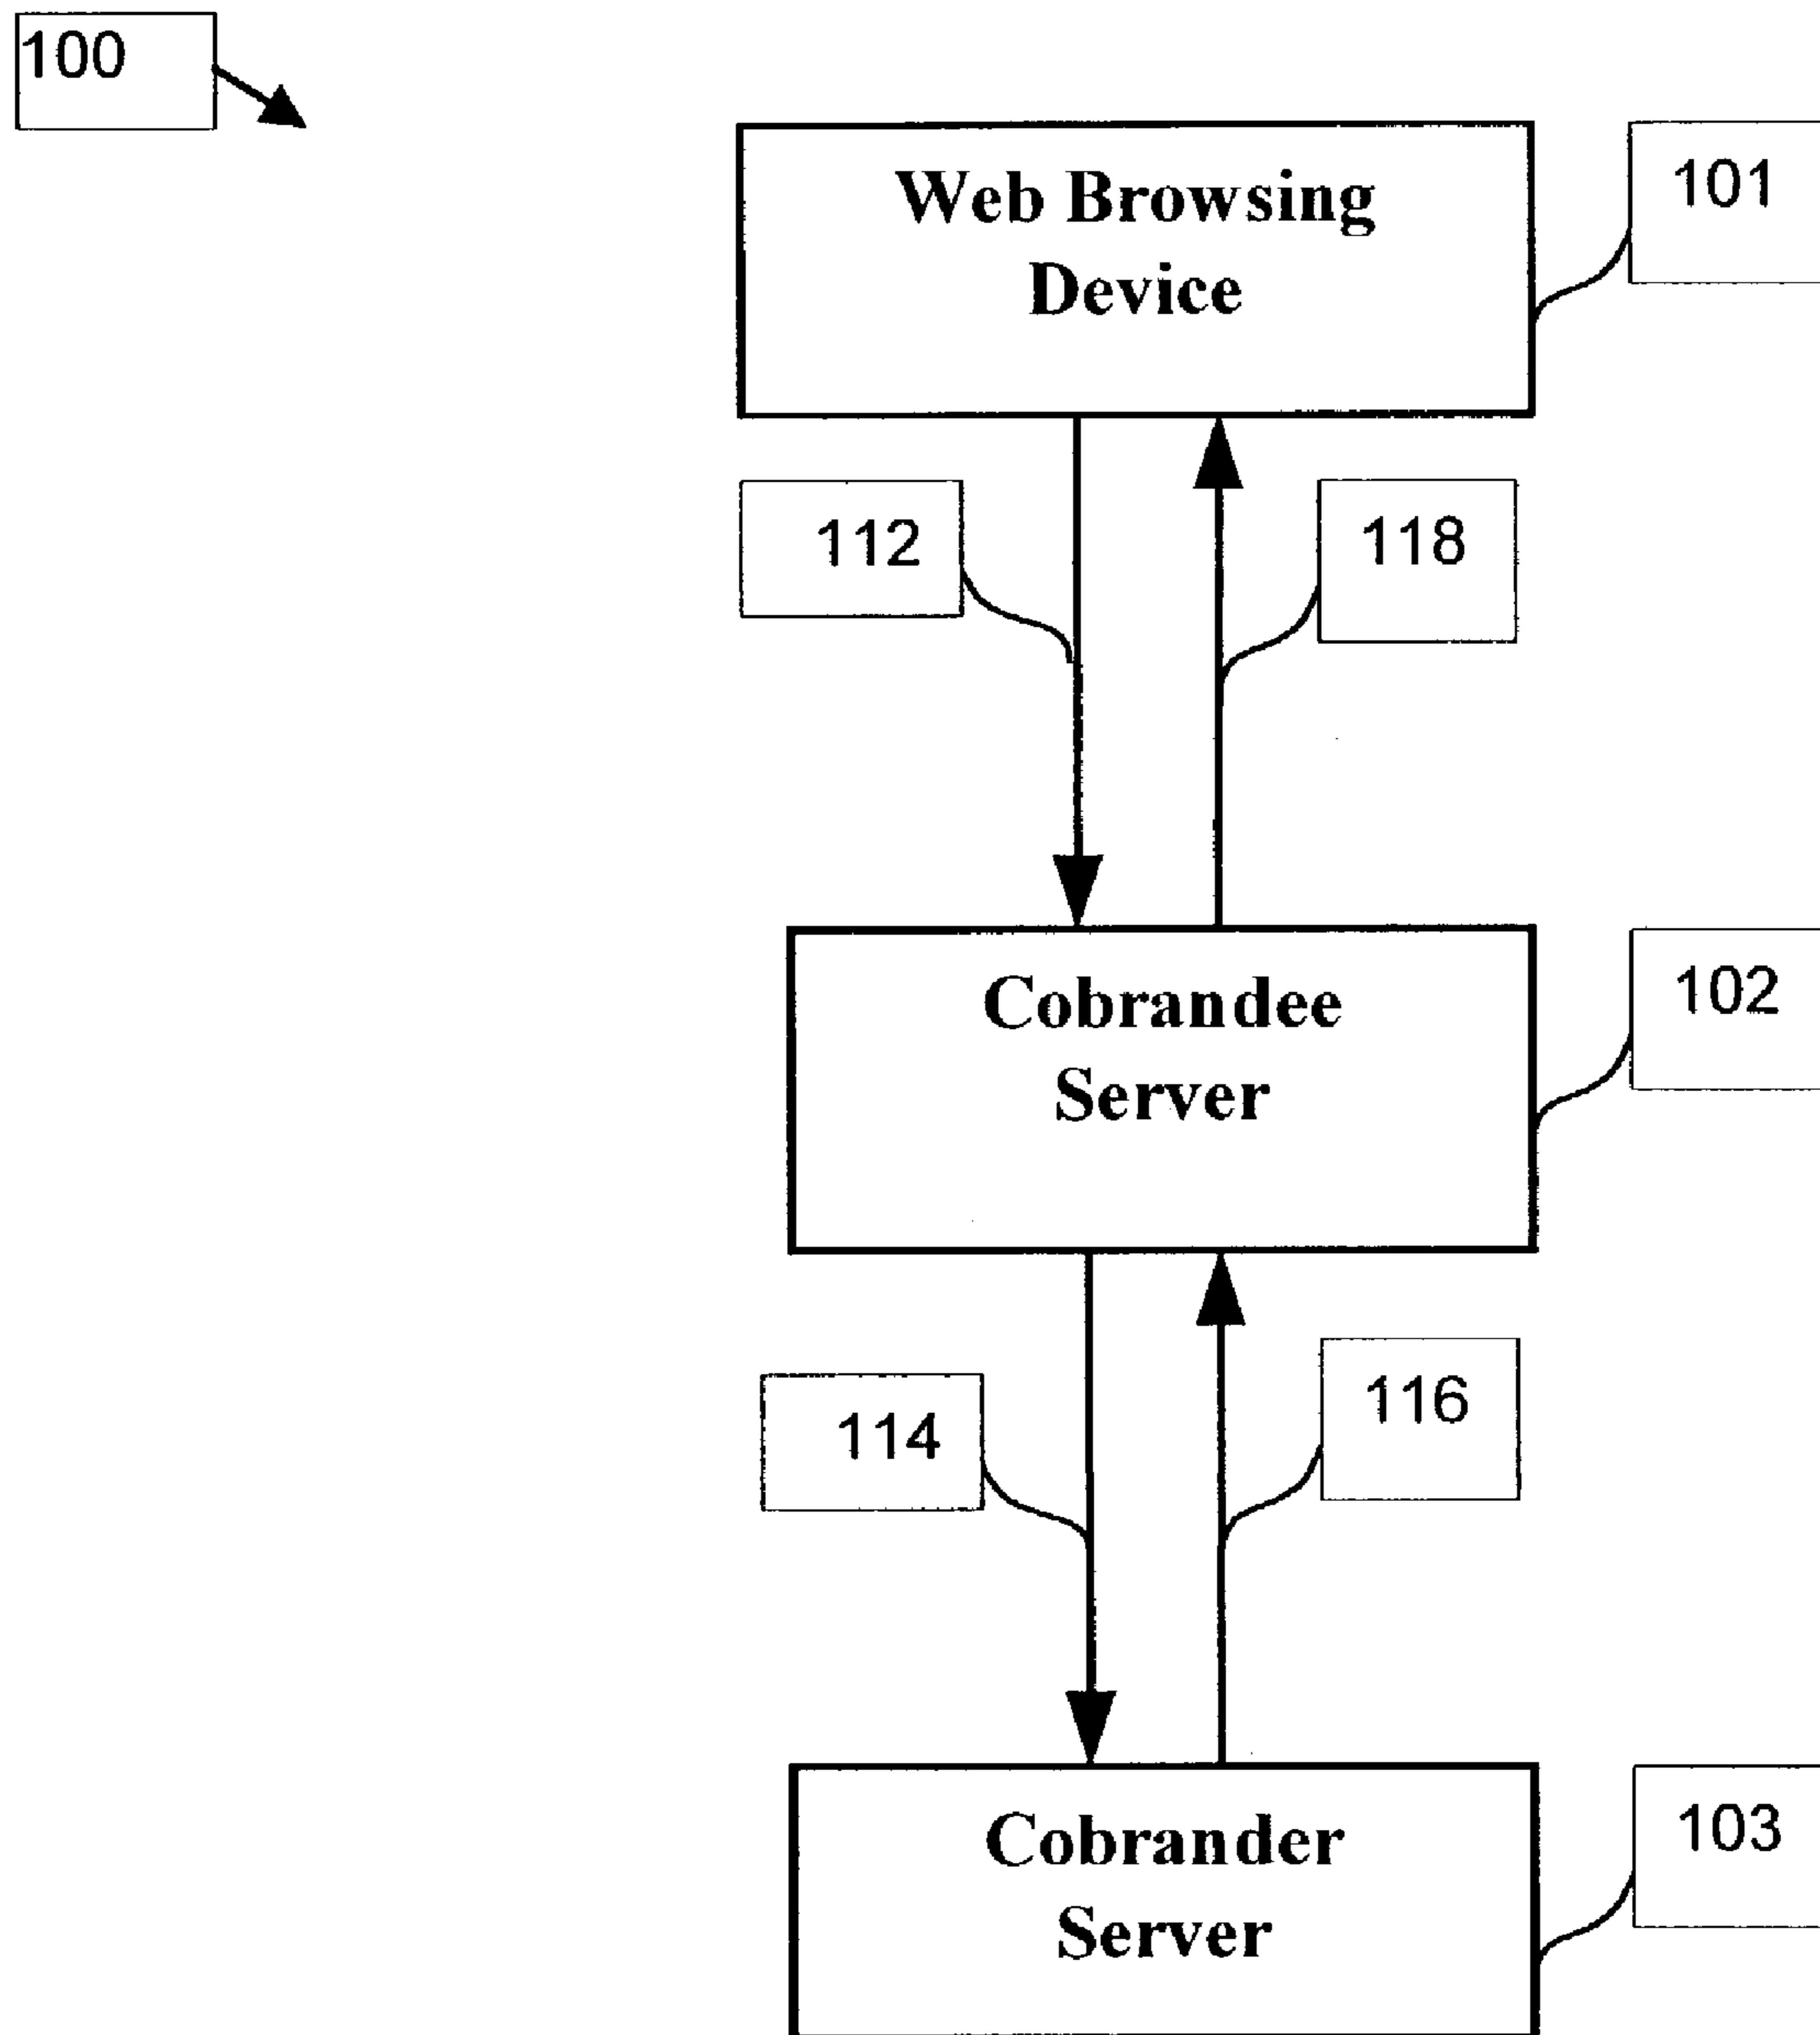 100
Web Browsing
Device
101
112
118
Cobrandee
Server
102
114
116
Cobrander
Server
103